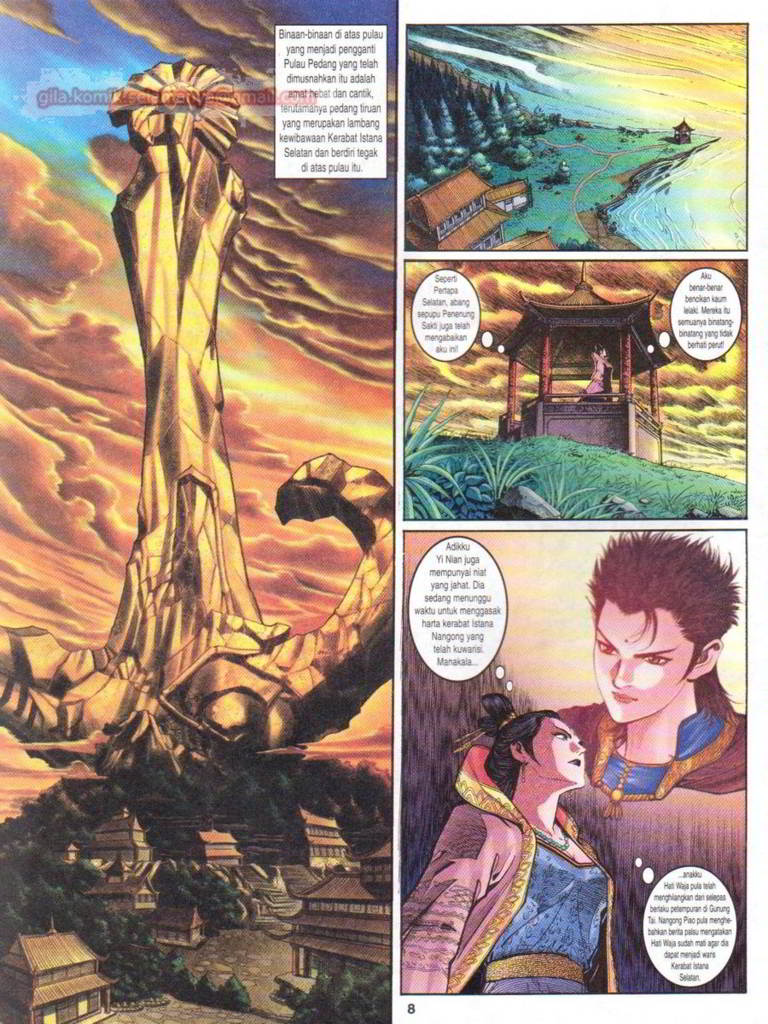 Binaan-binaan di atas pulau
yang menjadi pengganti
Pulau Pedang yang telah
dimusnahkan itu adalah
amat hebat dan cantik,
terutamanya pedang tiruan
yang merupakan lambang
kewibawaan Kerabat Istana
Selatan dan berdiri tegak
di atas pulau itu.
Seperti
Pertapa
Selatan, abang
sepupu Penenung
Sakti juga telah
mengabaikan
aku ini!
Aku
benar-benar
bencikan kaum
lelaki. Mereka itu
semuanya binatang-
binatang yang tidak
berhati perut!
Adikku
Yi Nian juga
mempunyai niat
yang jahat. Dia
sedang menunggu
waktu untuk menggasak
harta kerabat Istana
Nangong yang
telah kuwarisi.
Manakala...
...anakku
Hati Waja pula telah
menghilangkan diri selepas
berlaku petempuran di Gunung
Tai. Nangong Piao pula menghe-
bahkan berita palsu mengatakan
Hati Waja sudah mati agar dia
dapat menjadi waris
Kerabat Istana
Selatan.
8